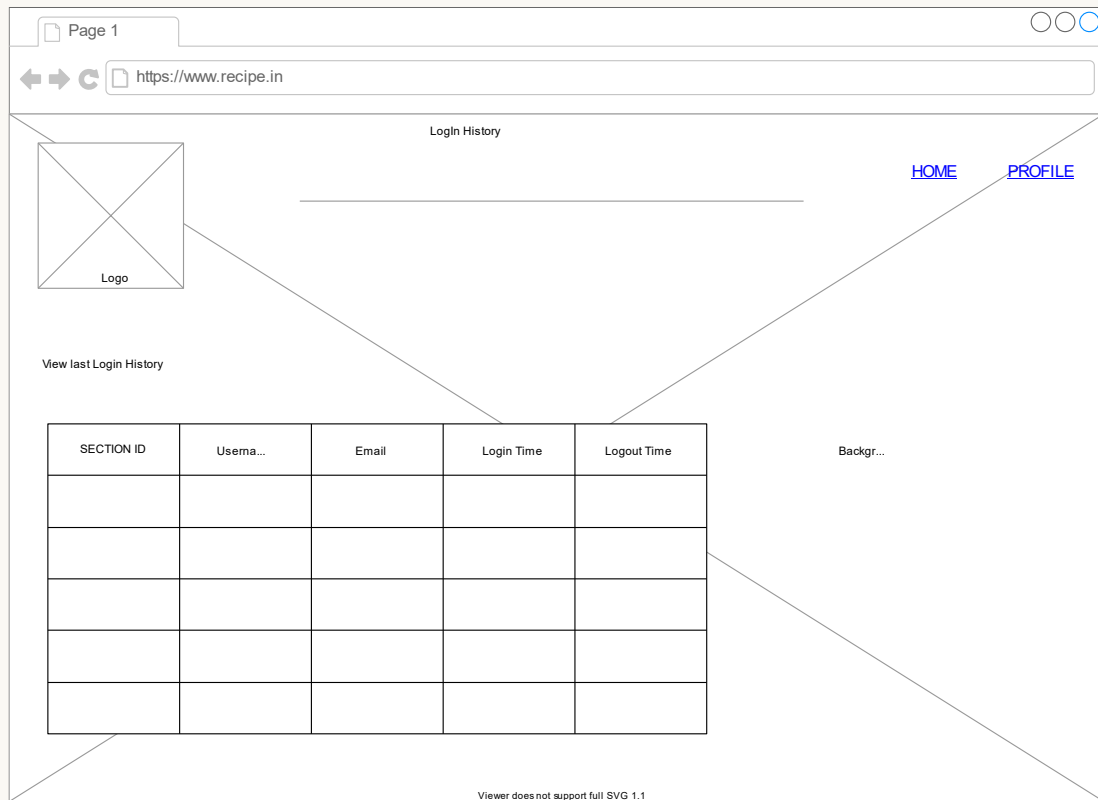 Page 1
https://www.recipe.in
LogIn History
HOME PROFILE
Logo
View last Login History
SECTION ID Userna... Email Login Time Logout Time Backgr...
Viewer does not support full SVG 1.1